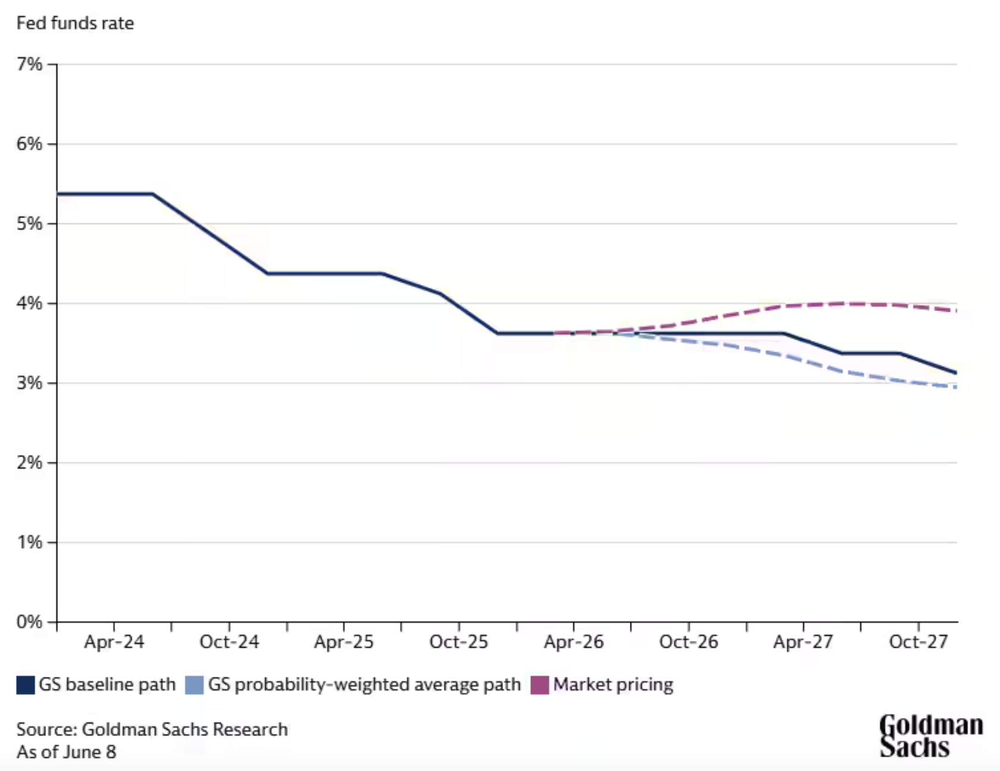 Fed funds rate
7%
6%
5%
4%
3%
2%
1%
0%
Apr-24 Oct-24 Apr-25 Oct-25 Apr-26 Oct-26 Apr-27 Oct-27
GS baseline path GS probability-weighted average path Market pricing
Source: Goldman Sachs Research
As of June 8
Goldman
Sachs